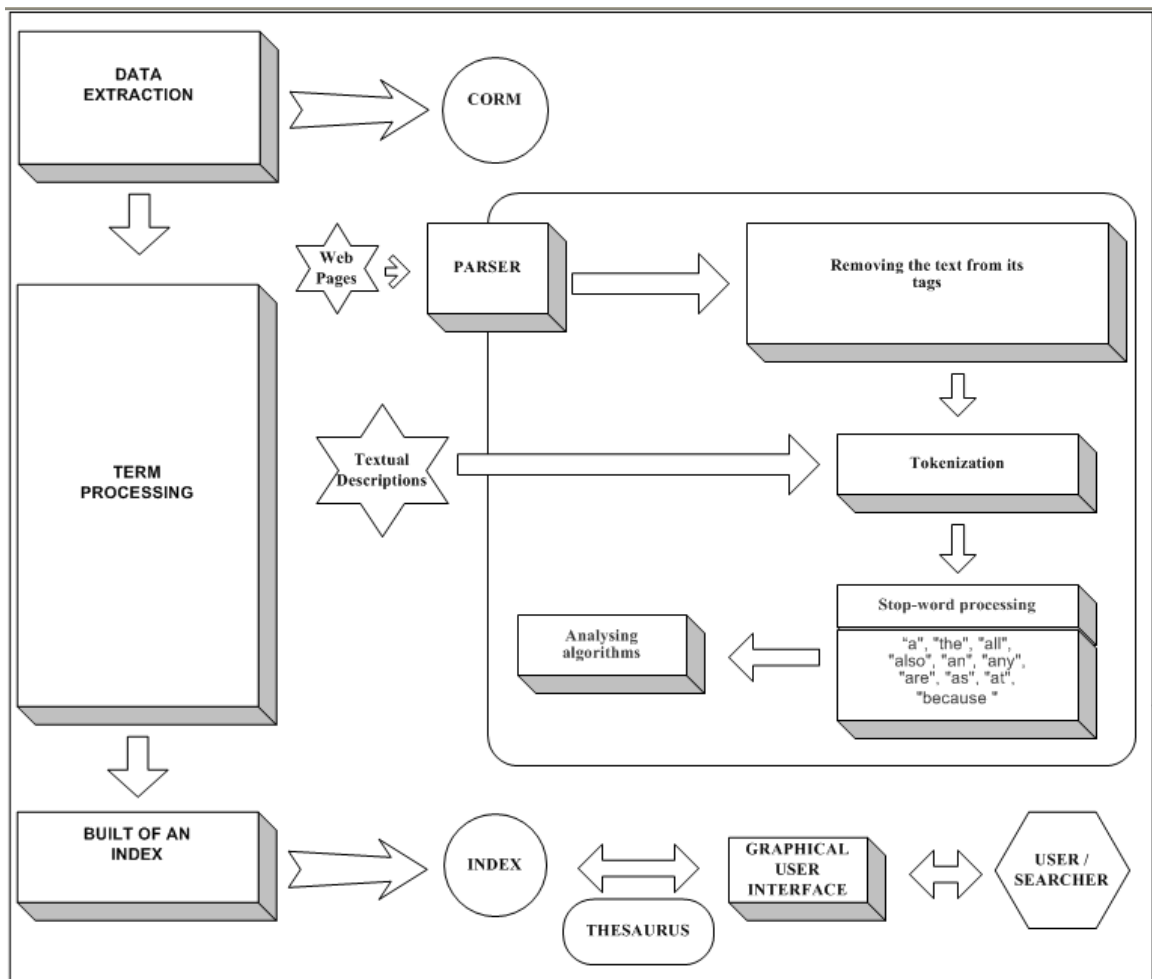 DATA
EXTRACTION
CORM
Web
Pages
PARSER
Removing the text from its
tags
TERM
PROCESSING
Textual
Descriptions
Tokenization
Stop-word processing
“a", "the", "all",
"also", "an", "any",
"are", "as", "at",
"because "
Analysing
algorithms
BUILT OF AN
INDEX
INDEX
THESAURUS
GRAPHICAL
USER
INTERFACE
USER /
SEARCHER